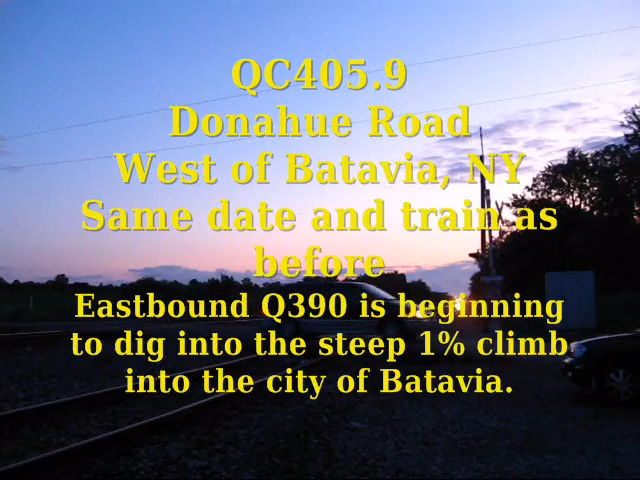 QC405.9
Donahue Road
West of Batavia, NY
Same date and train as
before
Eastbound Q390 is beginning
to dig into the steep 1% climb
into the city of Batavia.